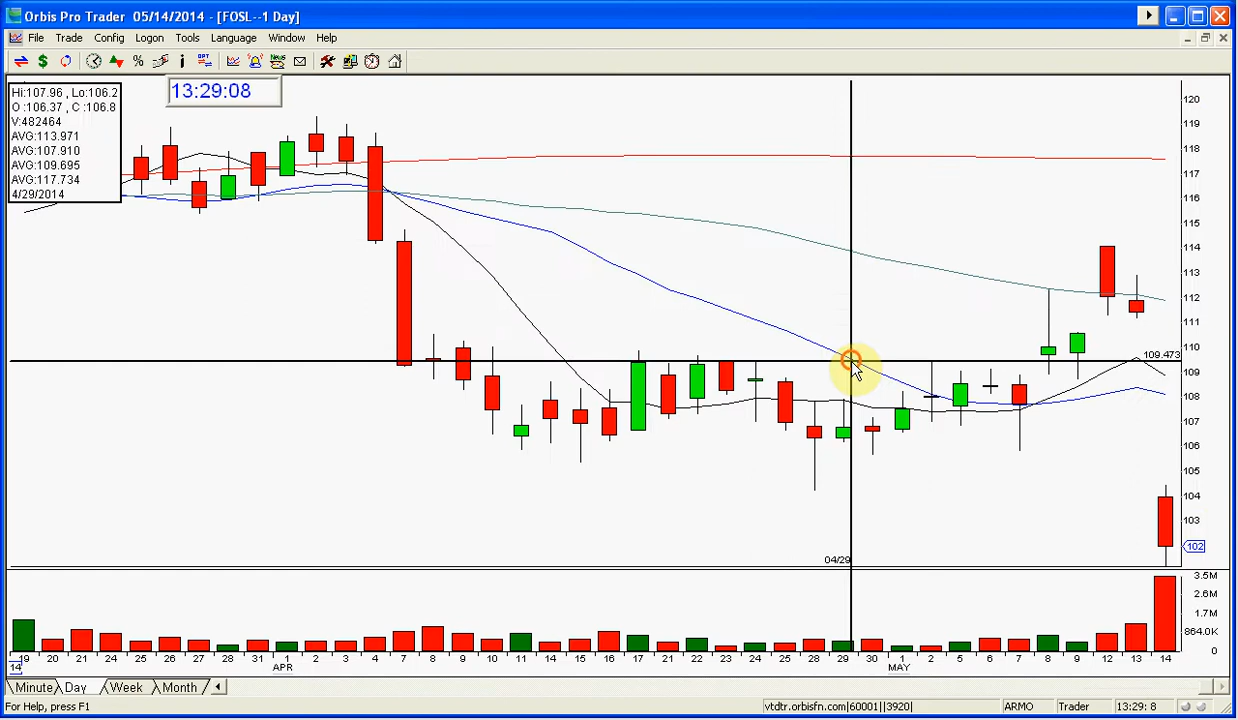 Orbis Pro Trader 05/14/2014 - [FOSL--1 Day]
File Trade Config Logon Tools Language Window Help
Hi:107.96 , Lo:106.2
O :106.37 , C :106.8
V:482464
AVG:113.971
AVG:107.910
AVG:109.695
AVG:117.734
4/29/2014
13:29:08
120
119
118
117
116
115
114
113
112
111
110
109.473
109
108
107
106
105
104
103
102
04/29
3.5M
2.6M
1.7M
864.0K
0
19 20 21 24 25 26 27 28 31 1 2 3 4 7 8 9 10 11 14 15 16 17 21 22 23 24 25 28 29 30 1 2 5 6 7 8 9 12 13 14
14 APR MAY
Minute Day Week Month
For Help, press F1
vtdtr.orbisfn.com|60001||3920| ARMO Trader 13:29: 8